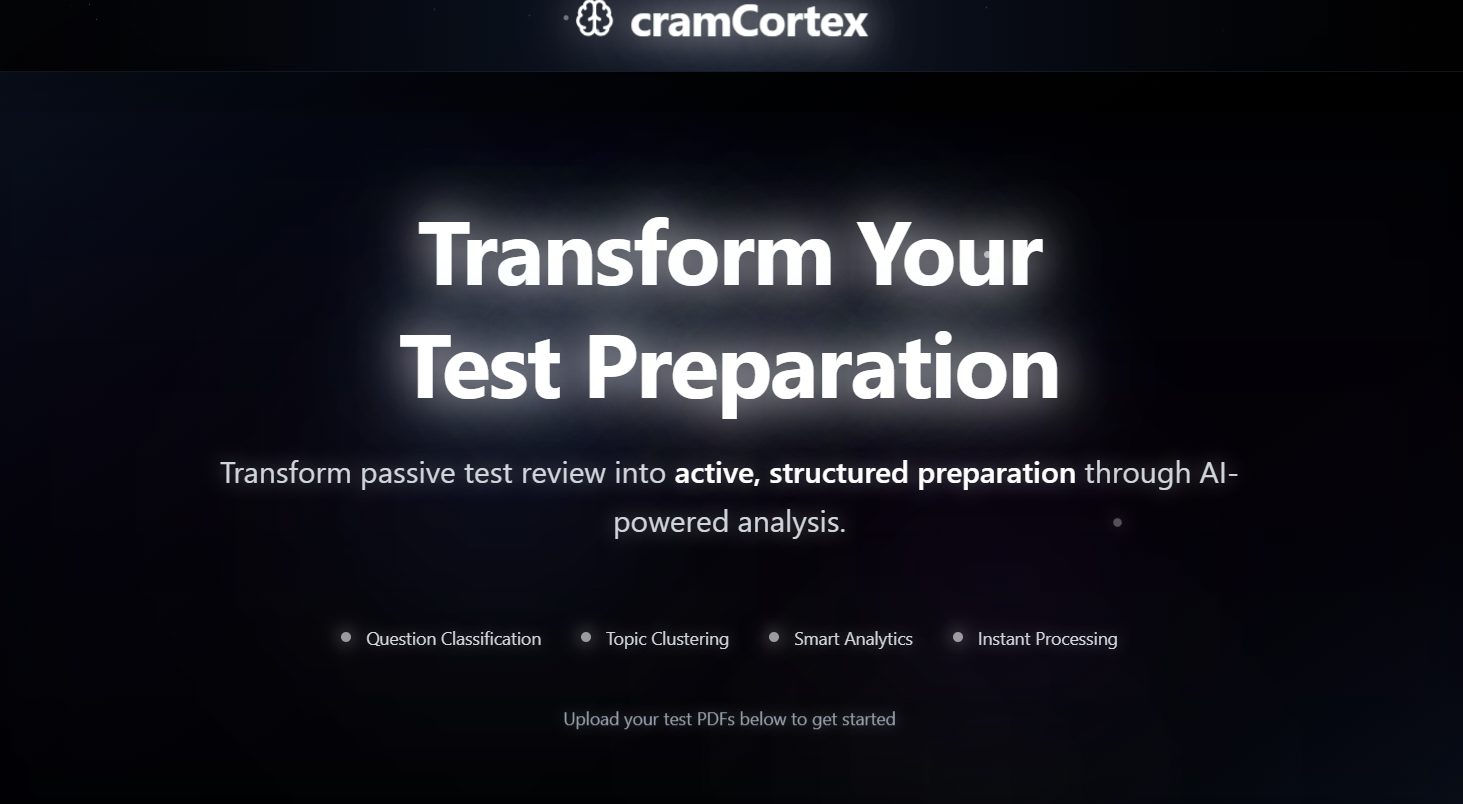 cramCortex
Transform Your
Test Preparation
Transform passive test review into active, structured preparation through AI-
powered analysis.
Question Classification Topic Clustering Smart Analytics Instant Processing
Upload your test PDFs below to get started